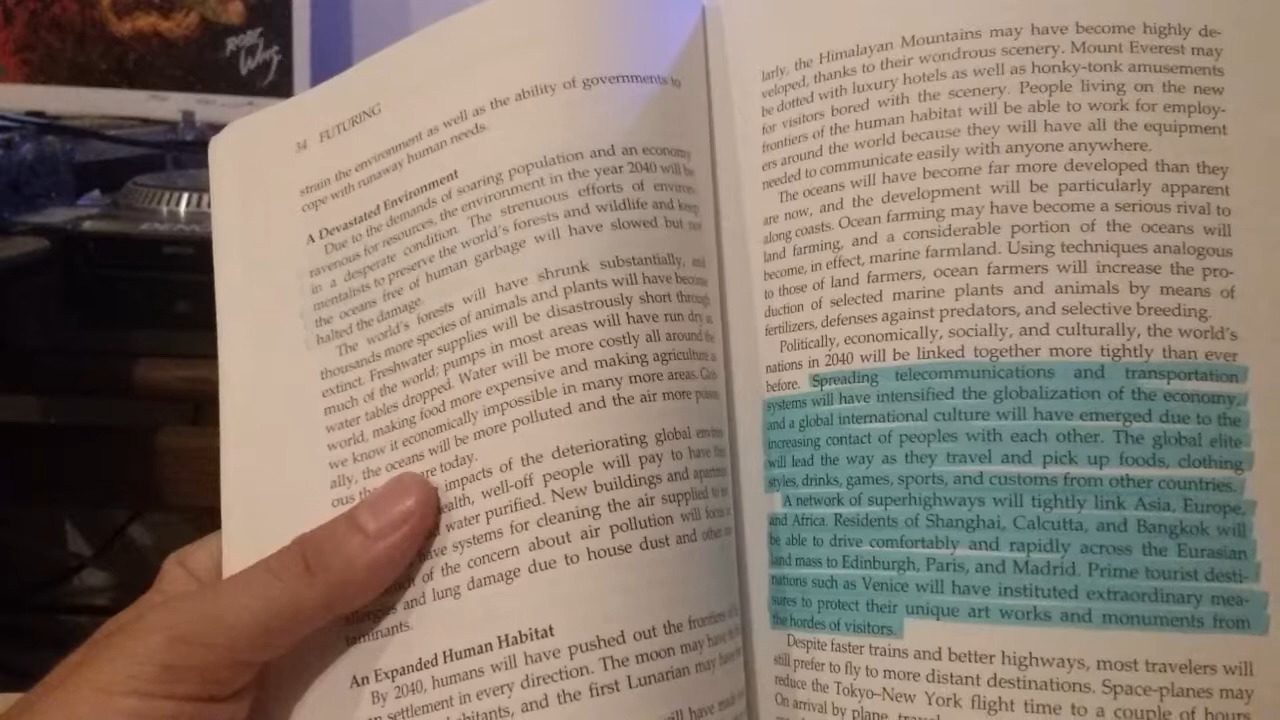 34 FUTURING
strain the environment as well as the ability of governments to
cope with runaway human needs.
A Devastated Environment
Due to the demands of soaring population and an economy
ravenous for resources, the environment in the year 2040 will be
in a desperate condition. The strenuous efforts of environ-
mentalists to preserve the world's forests and wildlife and keep
the oceans free of human garbage will have slowed but not
halted the damage.
The world's forests will have shrunk substantially, and
thousands more species of animals and plants will have become
extinct. Freshwater supplies will be disastrously short through
much of the world; pumps in most areas will have run dry as
water tables dropped. Water will be more costly all around the
world, making food more expensive and making agriculture as
we know it economically impossible in many more areas. Glob-
ally, the oceans will be more polluted and the air more poison-
ous are today.
impacts of the deteriorating global
well-off people will pay to have
water purified. New buildings and
systems for cleaning the air supplied to
of the concern about air pollution will focus
allergies and lung damage due to house dust and other
taminants.
An Expanded Human Habitat
By 2040, humans will have pushed out the frontiers
settlement in every direction. The moon may have
and the first Lunarian may have
will have
larly, the Himalayan Mountains may have become highly de-
veloped, thanks to their wondrous scenery. Mount Everest may
be dotted with luxury hotels as well as honky-tonk amusements
for visitors bored with the scenery. People living on the new
frontiers of the human habitat will be able to work for employ-
ers around the world because they will have all the equipment
needed to communicate easily with anyone anywhere.
The oceans will have become far more developed than they
are now, and the development will be particularly apparent
along coasts. Ocean farming may have become a serious rival to
land farming, and a considerable portion of the oceans will
become, in effect, marine farmland. Using techniques analogous
to those of land farmers, ocean farmers will increase the pro-
duction of selected marine plants and animals by means of
fertilizers, defenses against predators, and selective breeding.
Politically, economically, socially, and culturally, the world's
nations in 2040 will be linked together more tightly than ever
before. Spreading telecommunications and transportation
systems will have intensified the globalization of the economy,
and a global international culture will have emerged due to the
increasing contact of peoples with each other. The global elite
will lead the way as they travel and pick up foods, clothing
styles, drinks, games, sports, and customs from other countries.
A network of superhighways will tightly link Asia, Europe,
and Africa. Residents of Shanghai, Calcutta, and Bangkok will
be able to drive comfortably and rapidly across the Eurasian
land mass to Edinburgh, Paris, and Madrid. Prime tourist desti-
nations such as Venice will have instituted extraordinary mea-
sures to protect their unique art works and monuments from
the hordes of visitors.
Despite faster trains and better highways, most travelers will
still prefer to fly to more distant destinations. Space-planes may
reduce the Tokyo–New York flight time to a couple of hours
On arrival by plane,